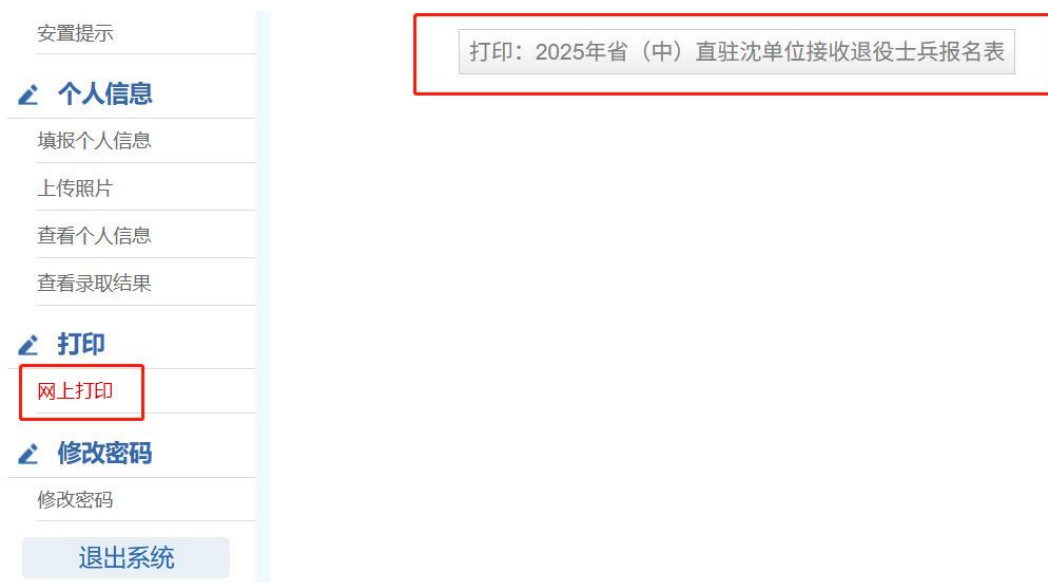 安置提示
打印：2025年省（中）直驻沈单位接收退役士兵报名表
个人信息
填报个人信息
上传照片
查看个人信息
查看录取结果
打印
网上打印
修改密码
修改密码
退出系统